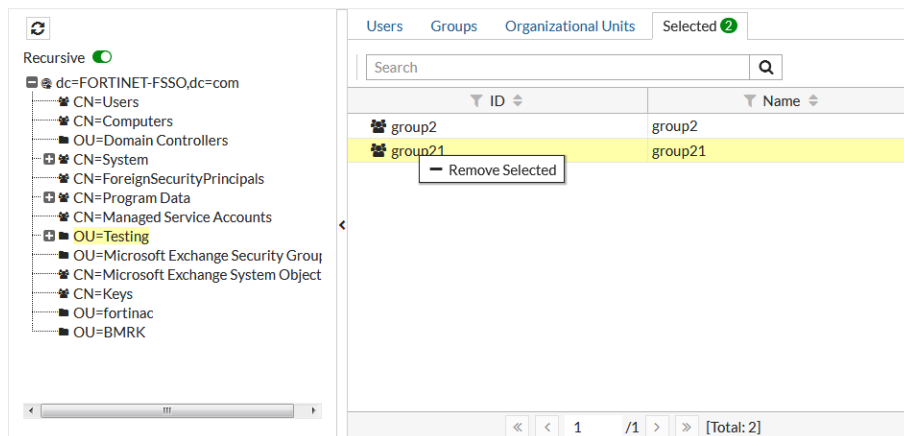 Recursive
dc=FORTINET-FSSO,dc=com
CN=Users
CN=Computers
OU=Domain Controllers
CN=System
CN=ForeignSecurityPrincipals
CN=Program Data
CN=Managed Service Accounts
OU=Testing
OU=Microsoft Exchange Security Grou
CN=Microsoft Exchange System Object
CN=Keys
OU=fortinac
OU=BMRK
Users Groups Organizational Units Selected 2
Search
ID Name
group2 group2
group21 group21
Remove Selected
« < 1 /1 > » [Total: 2]